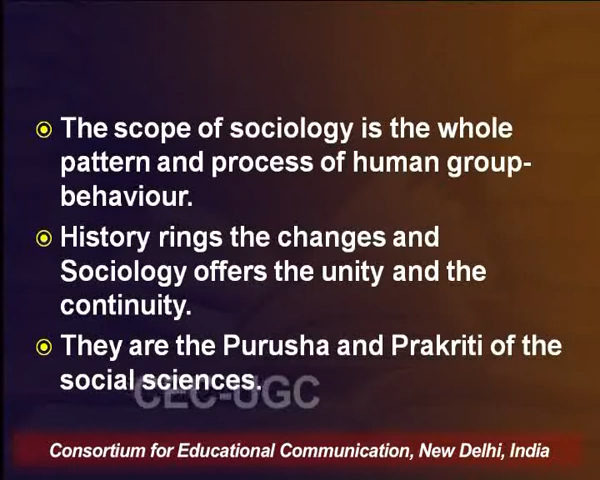 The scope of sociology is the whole
pattern and process of human group-
behaviour.
History rings the changes and
Sociology offers the unity and the
continuity.
They are the Purusha and Prakriti of the
social sciences.
CEC-UGC
Consortium for Educational Communication, New Delhi, India